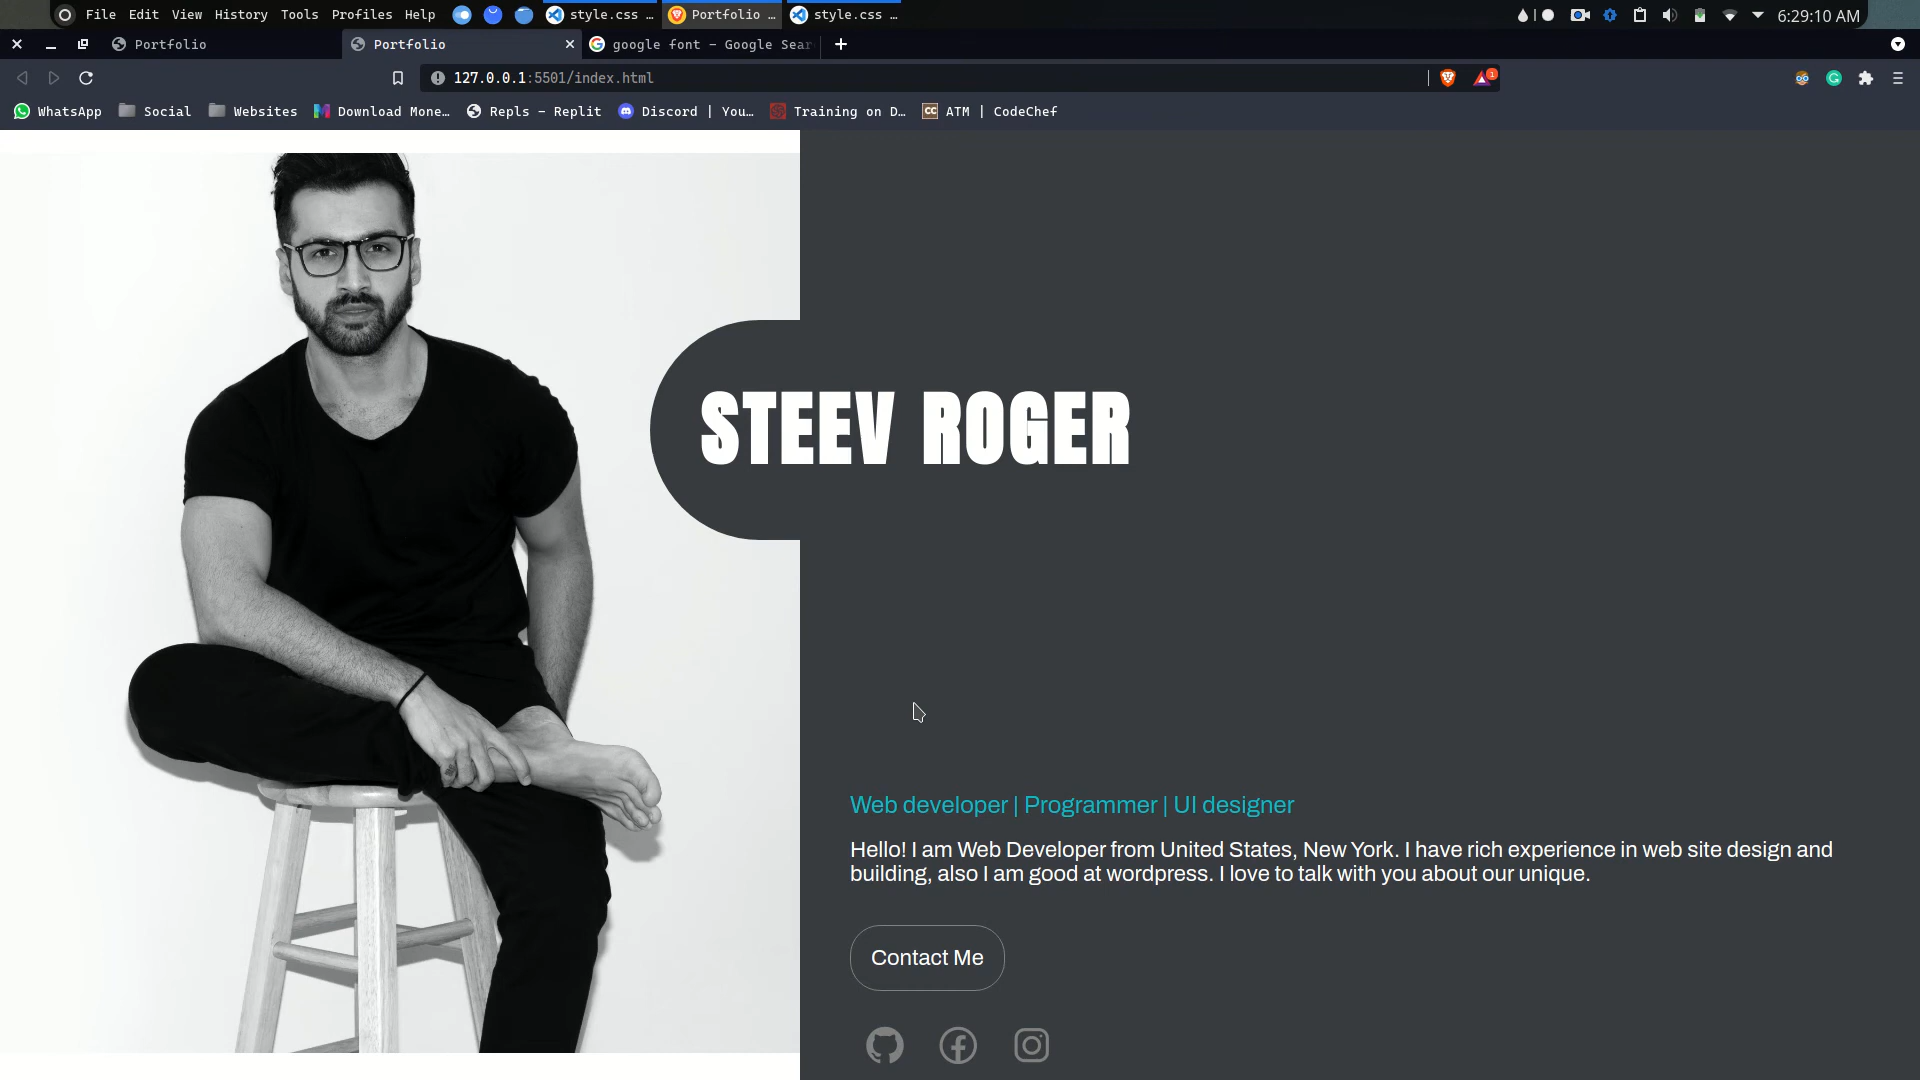 File Edit View History Tools Profiles Help style.css … Portfolio … style.css … 6:29:10 AM
Portfolio Portfolio google font – Google Sear
127.0.0.1:5501/index.html 1
WhatsApp Social Websites Download Mone… Repls – Replit Discord | You… Training on D… CC ATM | CodeChef
STEEV ROGER
Web developer | Programmer | UI designer
Hello! I am Web Developer from United States, New York. I have rich experience in web site design and
building, also I am good at wordpress. I love to talk with you about our unique.
Contact Me